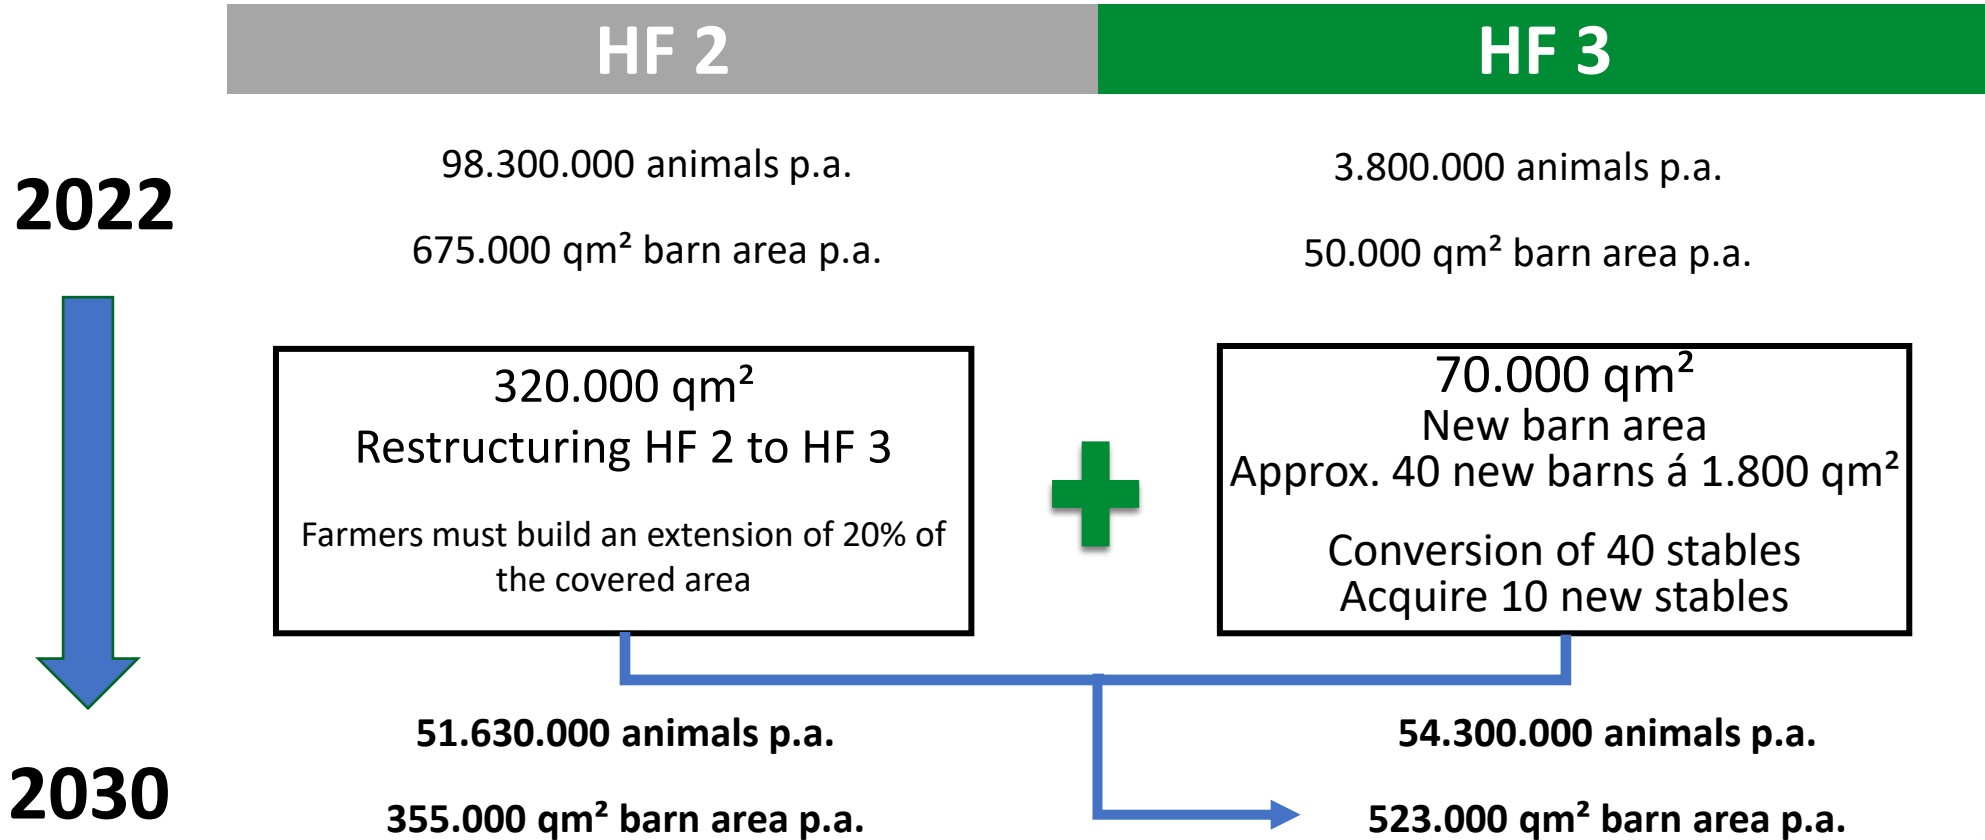 HF 2
HF 3
2022
98.300.000 animals p.a.
3.800.000 animals p.a.
675.000 qm² barn area p.a.
50.000 qm² barn area p.a.
320.000 qm²
Restructuring HF 2 to HF 3
Farmers must build an extension of 20% of
the covered area
70.000 qm²
New barn area
Approx. 40 new barns á 1.800 qm²
Conversion of 40 stables
Acquire 10 new stables
2030
51.630.000 animals p.a.
54.300.000 animals p.a.
355.000 qm² barn area p.a.
523.000 qm² barn area p.a.